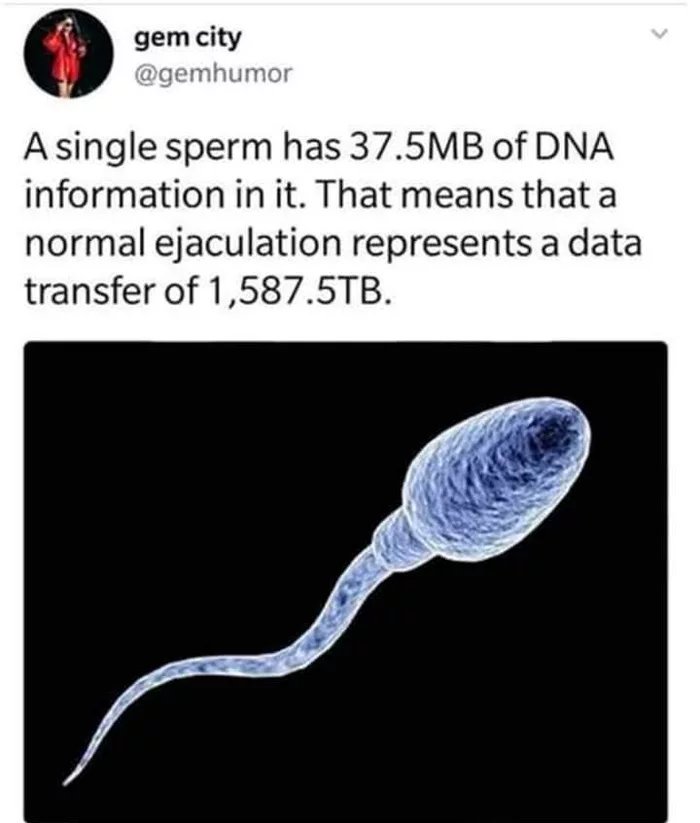 gem city
@gemhumor
A single sperm has 37.5MB of DNA
information in it. That means that a
normal ejaculation represents a data
transfer of 1,587.5TB.